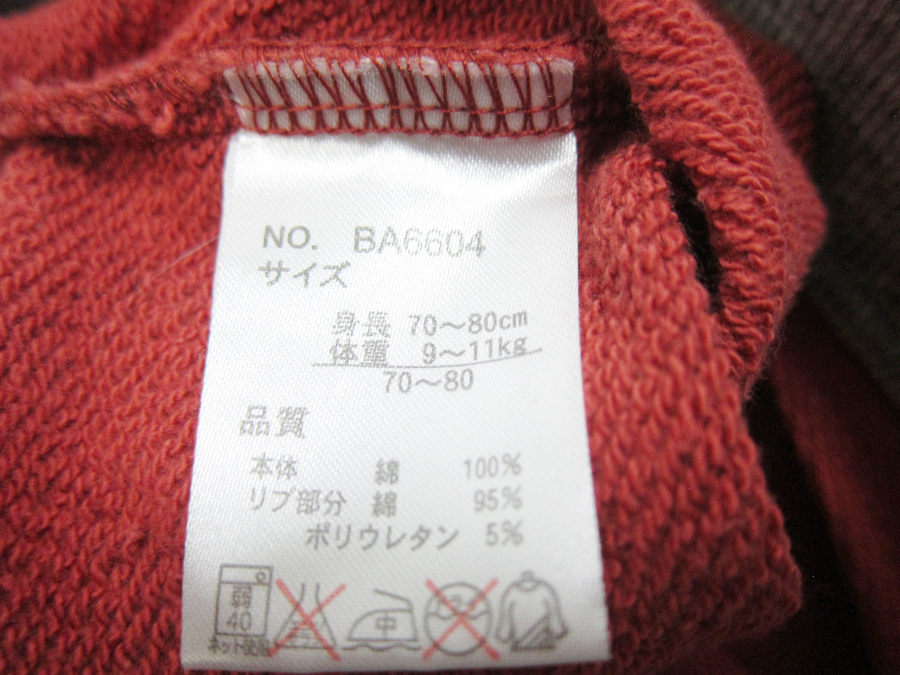 NO. BA6604
サイズ
身長 70～80cm
体重 9～11kg
70～80
品質
本体 綿 100%
リブ部分 綿 95%
ポリウレタン 5%
弱
40
中
ネット使用